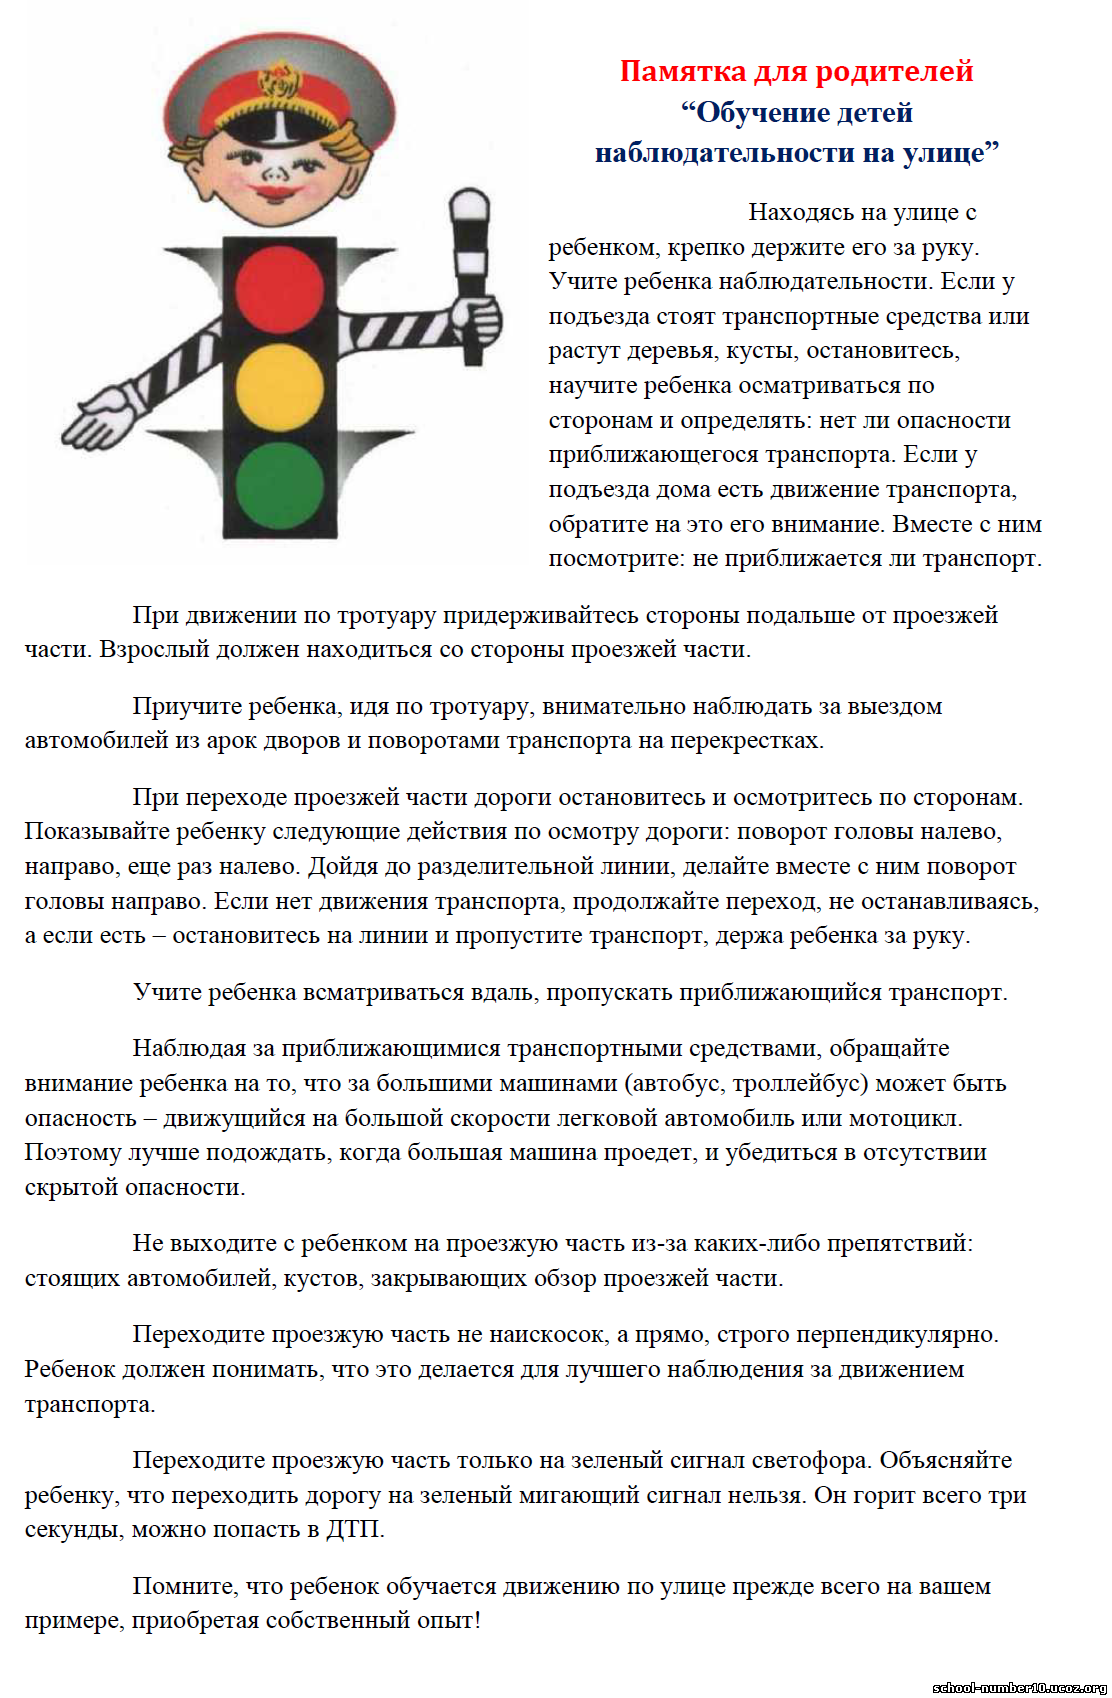 Памятка для родителей
“Обучение детей
наблюдательности на улице”
Находясь на улице с
ребенком, крепко держите его за руку.
Учите ребенка наблюдательности. Если у
подъезда стоят транспортные средства или
растут деревья, кусты, остановитесь,
научите ребенка осматриваться по
сторонам и определять: нет ли опасности
приближающегося транспорта. Если у
подъезда дома есть движение транспорта,
обратите на это его внимание. Вместе с ним
посмотрите: не приближается ли транспорт.
При движении по тротуару придерживайтесь стороны подальше от проезжей
части. Взрослый должен находиться со стороны проезжей части.
Приучите ребенка, идя по тротуару, внимательно наблюдать за выездом
автомобилей из арок дворов и поворотами транспорта на перекрестках.
При переходе проезжей части дороги остановитесь и осмотритесь по сторонам.
Показывайте ребенку следующие действия по осмотру дороги: поворот головы налево,
направо, еще раз налево. Дойдя до разделительной линии, делайте вместе с ним поворот
головы направо. Если нет движения транспорта, продолжайте переход, не останавливаясь,
а если есть – остановитесь на линии и пропустите транспорт, держа ребенка за руку.
Учите ребенка всматриваться вдаль, пропускать приближающийся транспорт.
Наблюдая за приближающимися транспортными средствами, обращайте
внимание ребенка на то, что за большими машинами (автобус, троллейбус) может быть
опасность – движущийся на большой скорости легковой автомобиль или мотоцикл.
Поэтому лучше подождать, когда большая машина проедет, и убедиться в отсутствии
скрытой опасности.
Не выходите с ребенком на проезжую часть из-за каких-либо препятствий:
стоящих автомобилей, кустов, закрывающих обзор проезжей части.
Переходите проезжую часть не наискосок, а прямо, строго перпендикулярно.
Ребенок должен понимать, что это делается для лучшего наблюдения за движением
транспорта.
Переходите проезжую часть только на зеленый сигнал светофора. Объясняйте
ребенку, что переходить дорогу на зеленый мигающий сигнал нельзя. Он горит всего три
секунды, можно попасть в ДТП.
Помните, что ребенок обучается движению по улице прежде всего на вашем
примере, приобретая собственный опыт!
school-number10.ucoz.org